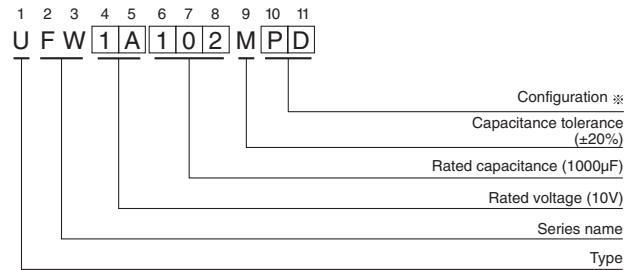 1 2 3 4 5 6 7 8 9 10 11
U F W 1 A 1 0 2 M P D
Configuration ※
Capacitance tolerance
(±20%)
Rated capacitance (1000µF)
Rated voltage (10V)
Series name
Type